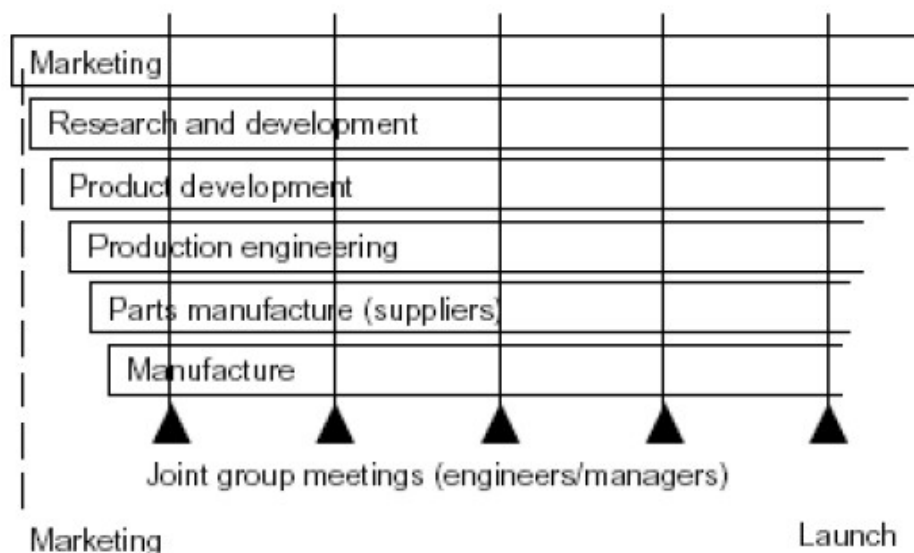 Marketing
Research and development
Product development
Production engineering
Parts manufacture (suppliers)
Manufacture
Joint group meetings (engineers/managers)
Marketing
Launch